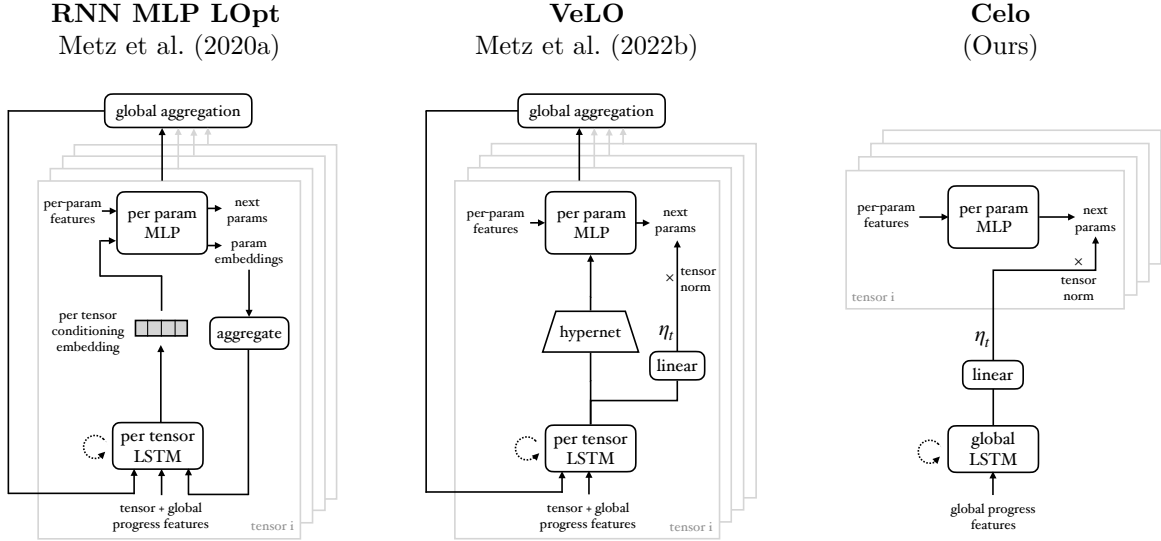 RNN MLP LOpt
Metz et al. (2020a)
global aggregation
per-param
features
per param
MLP
next
params
param
embeddings
per tensor
conditioning
embedding
aggregate
per tensor
LSTM
tensor + global
progress features
tensor i
VeLO
Metz et al. (2022b)
global aggregation
per-param
features
per param
MLP
next
params
× tensor
norm
hypernet
ηt
linear
per tensor
LSTM
tensor + global
progress features
tensor i
Celo
(Ours)
per-param
features
per param
MLP
next
params
×
tensor
norm
tensor i
ηt
linear
global
LSTM
global progress
features